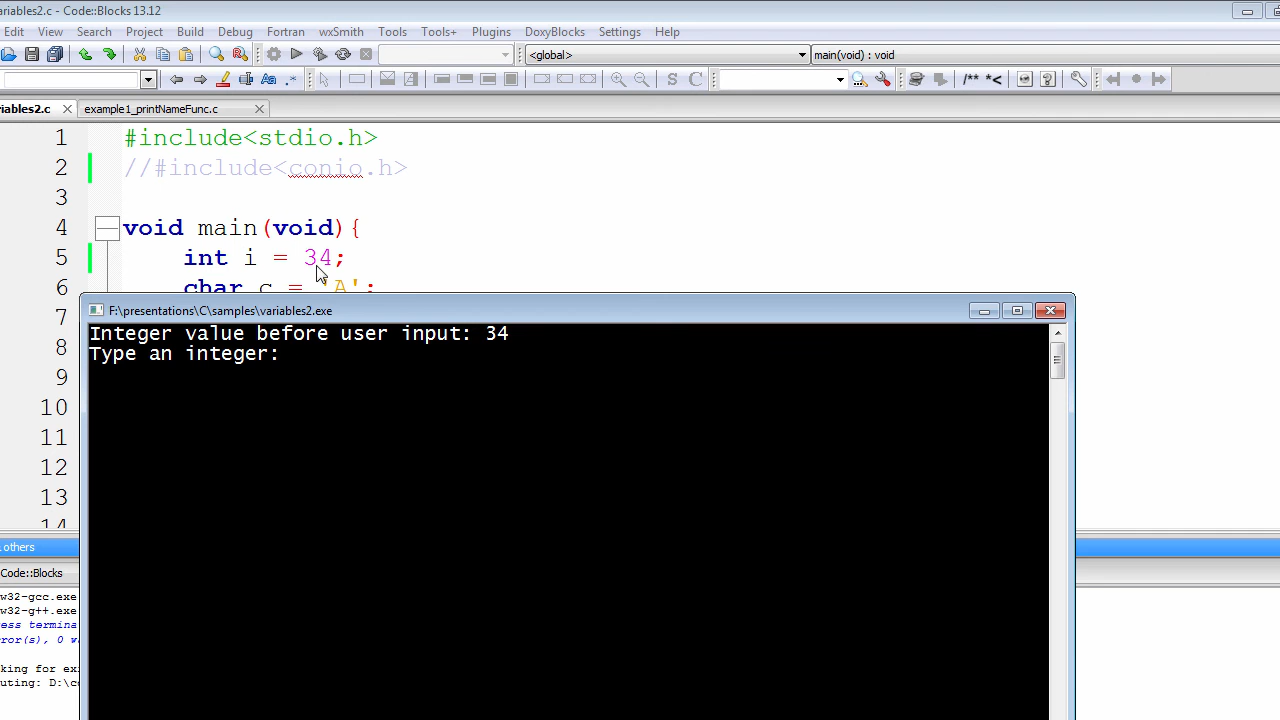 ariables2.c - Code::Blocks 13.12
Edit View Search Project Build Debug Fortran wxSmith Tools Tools+ Plugins DoxyBlocks Settings Help
<global> main(void) : void
Aa .* S C /** *<
riables2.c example1_printNameFunc.c
1 #include<stdio.h>
2 //#include<conio.h>
3
4 void main(void){
5 int i = 34;
6 char c = 'A';
7
8
9
10
11
12
13
14
F:\presentations\C\samples\variables2.exe
Integer value before user input: 34
Type an integer:
others
Code::Blocks
w32-gcc.exe
w32-g++.exe
ess termina
ror(s), 0 w
king for ex
uting: D:\c